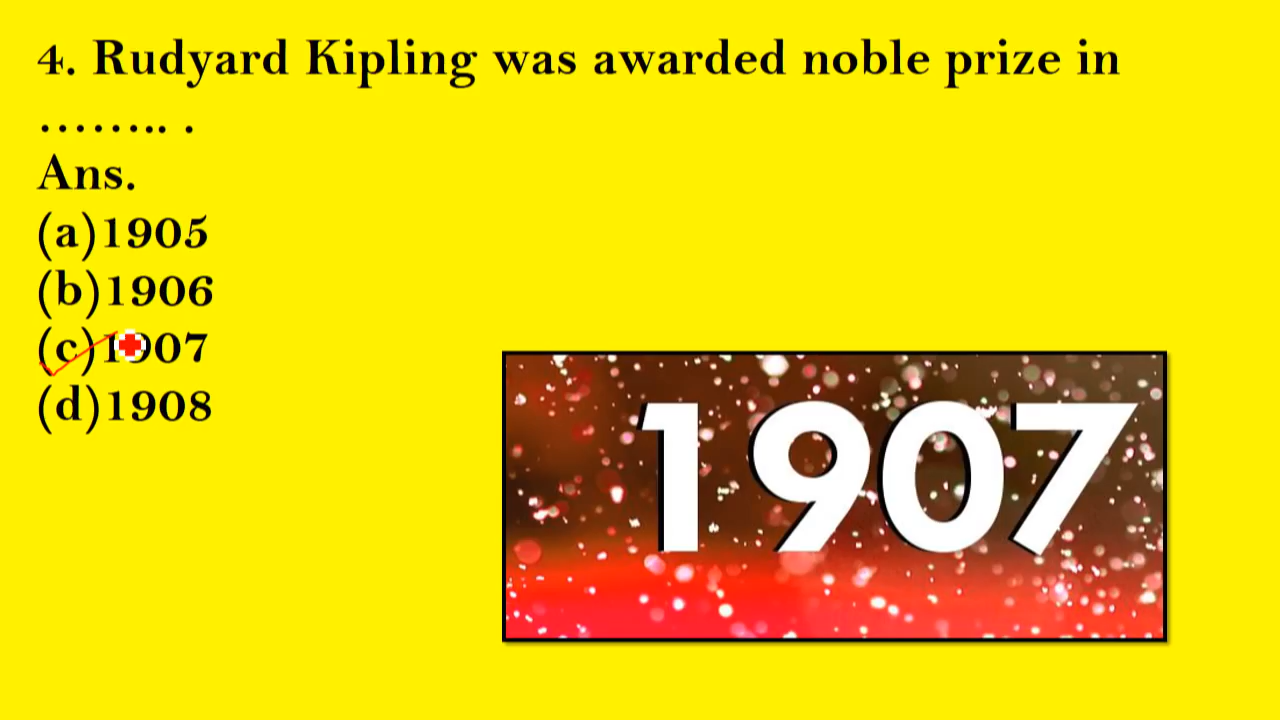 4. Rudyard Kipling was awarded noble prize in
…….. .
Ans.
(a)1905
(b)1906
(c)1907
(d)1908
1907